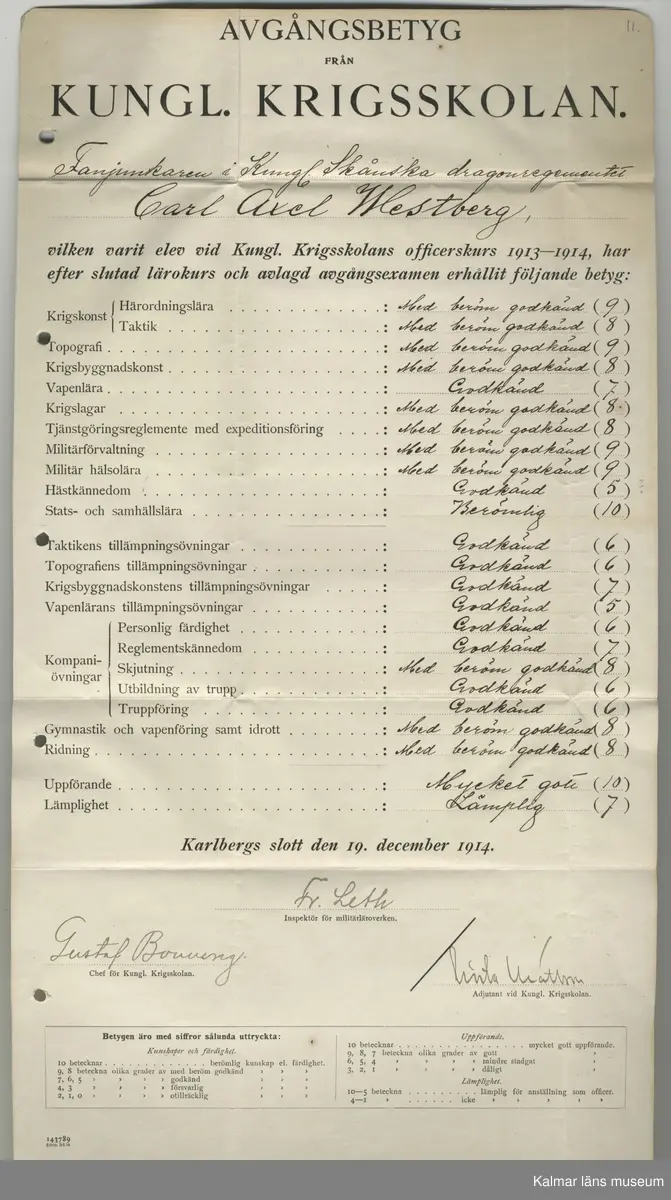 11.
AVGÅNGSBETYG
FRÅN
KUNGL. KRIGSSKOLAN.
Fanjunkaren i Kungl. Skånska dragonregementet
Carl Axel Westberg,
vilken varit elev vid Kungl. Krigsskolans officerskurs 1913—1914, har
efter slutad lärokurs och avlagd avgångsexamen erhållit följande betyg:
Krigskonst
Härordningslära : Med beröm godkänd (9)
Taktik : Med beröm godkänd (8)
Topografi : Med beröm godkänd (9)
Krigsbyggnadskonst : Med beröm godkänd (8)
Vapenlära : Godkänd (7)
Krigslagar : Med beröm godkänd (8)
Tjänstgöringsreglemente med expeditionsföring : Med beröm godkänd (8)
Militärförvaltning : Med beröm godkänd (9)
Militär hälsolära : Med beröm godkänd (9)
Hästkännedom : Godkänd (5)
Stats- och samhällslära : Berömlig (10)
Taktikens tillämpningsövningar : Godkänd (6)
Topografiens tillämpningsövningar : Godkänd (6)
Krigsbyggnadskonstens tillämpningsövningar : Godkänd (7)
Vapenlärans tillämpningsövningar : Godkänd (5)
Kompani-
övningar
Personlig färdighet : Godkänd (6)
Reglementskännedom : Godkänd (7)
Skjutning : Med beröm godkänd (8)
Utbildning av trupp : Godkänd (6)
Truppföring : Godkänd (6)
Gymnastik och vapenföring samt idrott : Med beröm godkänd (8)
Ridning : Med beröm godkänd (8)
Uppförande : Mycket gott (10)
Lämplighet : Lämplig (7)
Karlbergs slott den 19. december 1914.
Fr. Leth
Inspektör för militärläroverken.
Gustaf Bouveng.
Chef för Kungl. Krigsskolan.
Adjutant vid Kungl. Krigsskolan.
Betygen äro med siffror sålunda uttryckta:
Kunskaper och färdighet.
10 betecknar berömlig kunskap el. färdighet.
9, 8 beteckna olika grader av med beröm godkänd » » »
7, 6, 5 » » » » godkänd » » »
4, 3 » » » » försvarlig » » »
2, 1, 0 » » » » otillräcklig » » »
Uppförande.
10 betecknar mycket gott uppförande.
9, 8, 7 beteckna olika grader av gott »
6, 5, 4 » » » » mindre stadgat »
3, 2, 1 » » » » dåligt »
Lämplighet.
10—5 beteckna lämplig för anställning som officer.
4—1 » icke » » » » »
143789
Kalmar läns museum